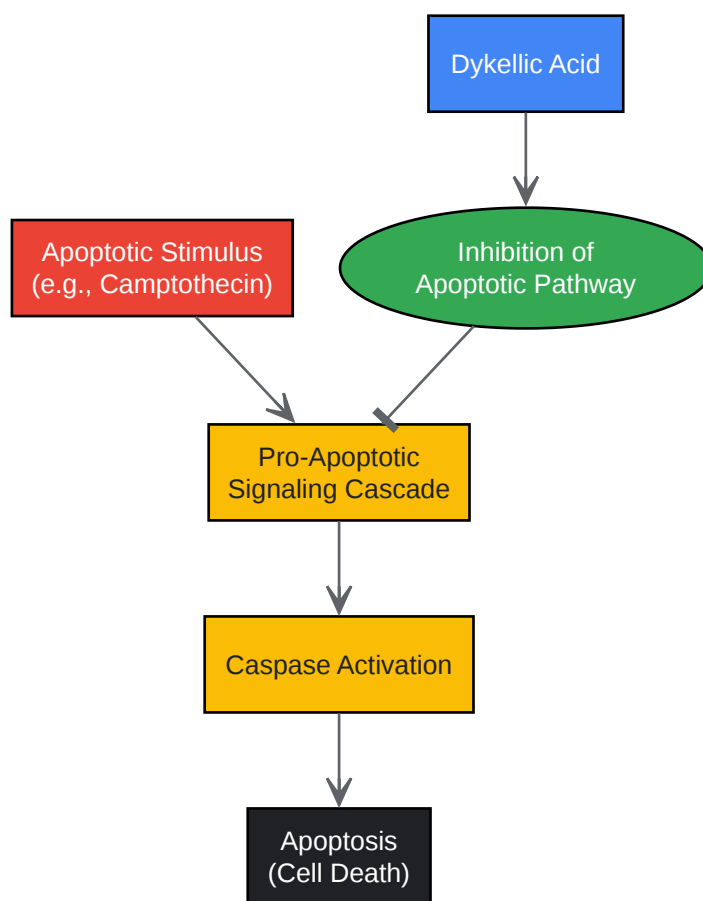 Dykellic Acid
Apoptotic Stimulus
(e.g., Camptothecin)
Inhibition of
Apoptotic Pathway
Pro-Apoptotic
Signaling Cascade
Caspase Activation
Apoptosis
(Cell Death)